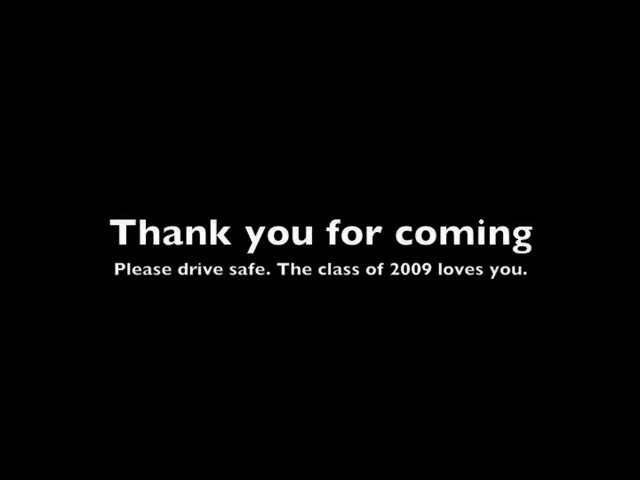 Thank you for coming
Please drive safe. The class of 2009 loves you.